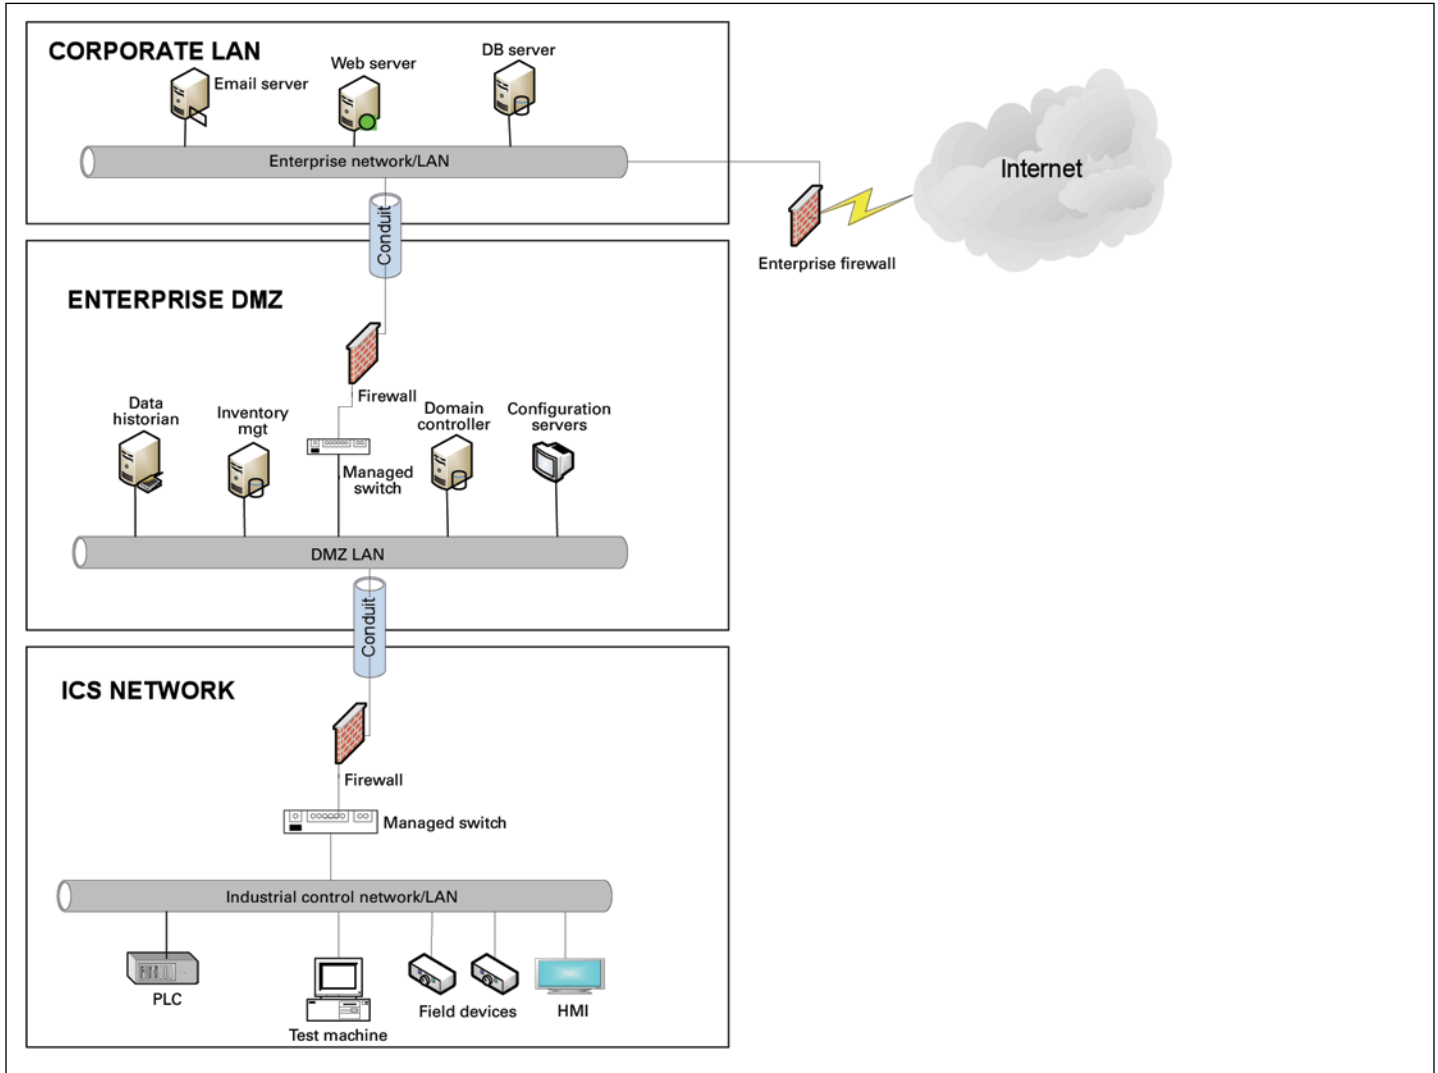 CORPORATE LAN
Email server
Web server
DB server
Enterprise network/LAN
Conduit
Internet
Enterprise firewall
ENTERPRISE DMZ
Firewall
Data
historian
Inventory
mgt
Managed
switch
Domain
controller
Configuration
servers
DMZ LAN
Conduit
ICS NETWORK
Firewall
Managed switch
Industrial control network/LAN
PLC
Test machine
Field devices
HMI